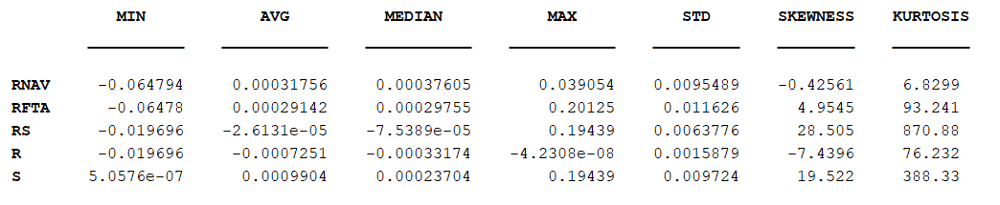 MIN AVG MEDIAN MAX STD SKEWNESS KURTOSIS
RNAV -0.064794 0.00031756 0.00037605 0.039054 0.0095489 -0.42561 6.8299
RFTA -0.06478 0.00029142 0.00029755 0.20125 0.011626 4.9545 93.241
RS -0.019696 -2.6131e-05 -7.5389e-05 0.19439 0.0063776 28.505 870.88
R -0.019696 -0.0007251 -0.00033174 -4.2308e-08 0.0015879 -7.4396 76.232
S 5.0576e-07 0.0009904 0.00023704 0.19439 0.009724 19.522 388.33